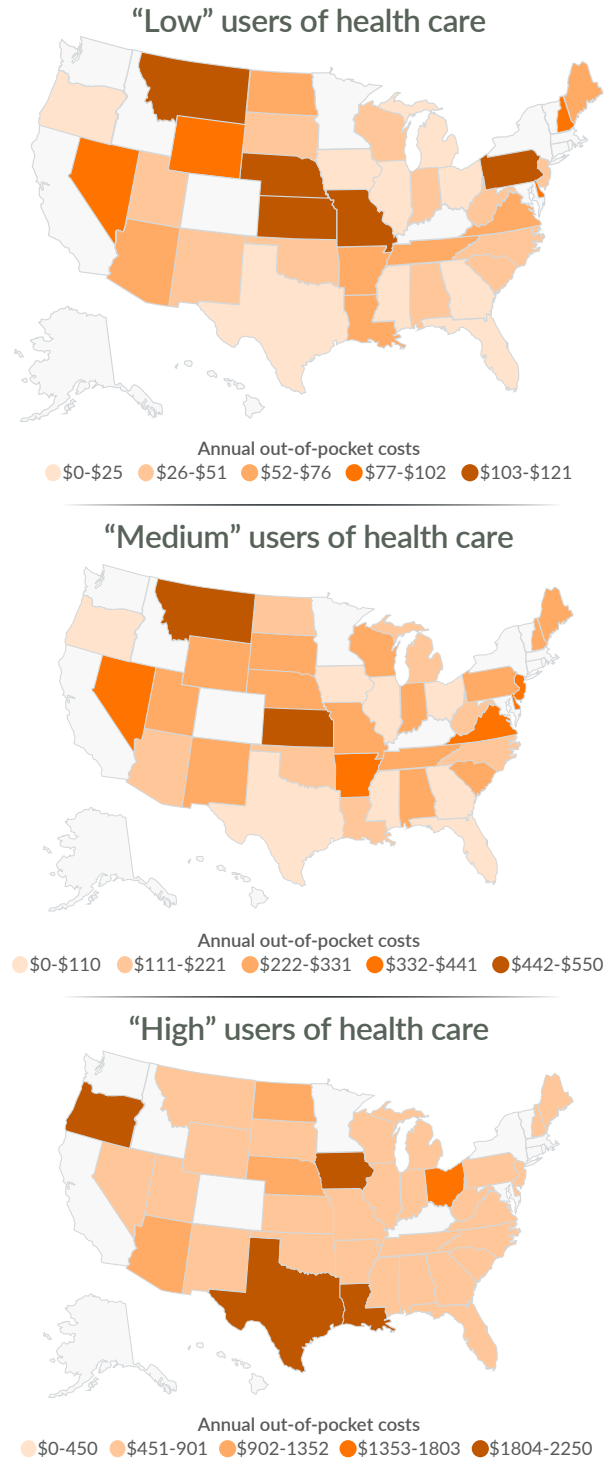 “Low” users of health care
Annual out-of-pocket costs
$0-$25 $26-$51 $52-$76 $77-$102 $103-$121
“Medium” users of health care
Annual out-of-pocket costs
$0-$110 $111-$221 $222-$331 $332-$441 $442-$550
“High” users of health care
Annual out-of-pocket costs
$0-450 $451-901 $902-1352 $1353-1803 $1804-2250